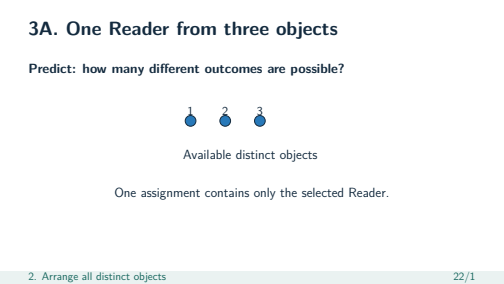 3A. One Reader from three objects
Predict: how many different outcomes are possible?
1 2 3
Available distinct objects
One assignment contains only the selected Reader.
2. Arrange all distinct objects 22/1